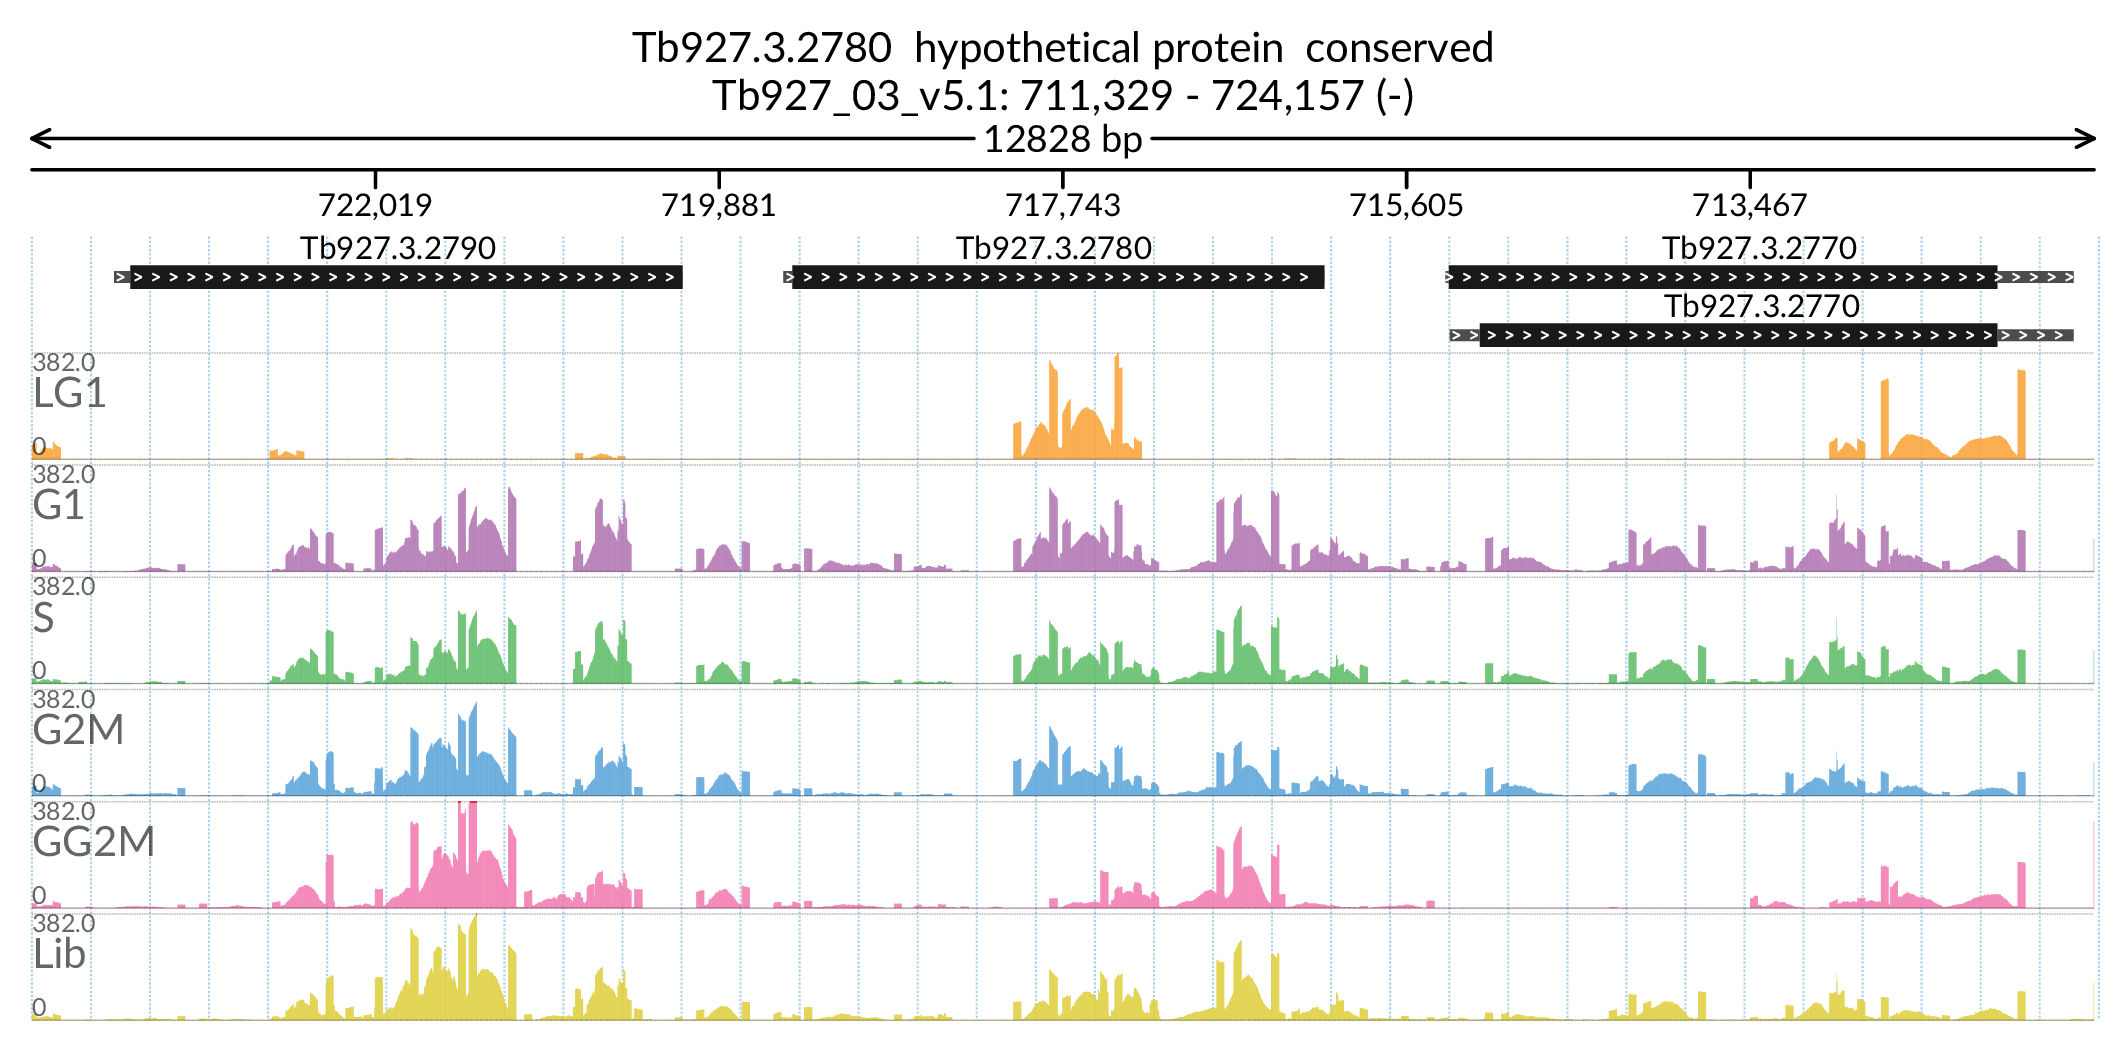 Tb927.3.2780  hypothetical protein  conserved
Tb927_03_v5.1: 711,329 - 724,157 (-)
12828 bp
722,019 719,881 717,743 715,605 713,467
Tb927.3.2790 Tb927.3.2780 Tb927.3.2770
Tb927.3.2770
382.0
LG1
0
382.0
G1
0
382.0
S
0
382.0
G2M
0
382.0
GG2M
0
382.0
Lib
0